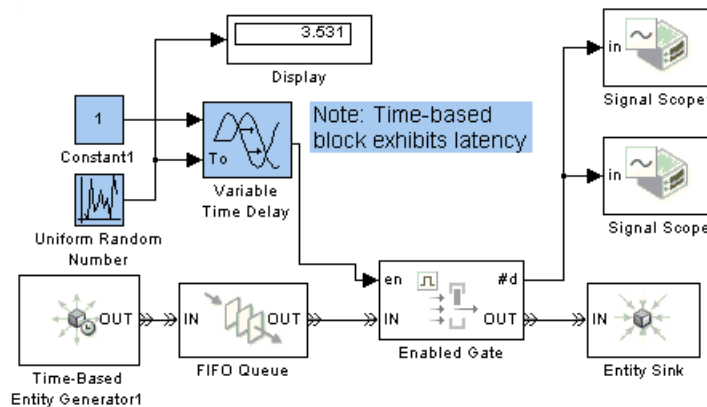 3.531
Display
in
Signal Scope1
1
Constant1
To
Variable
Time Delay
Note: Time-based
block exhibits latency
in
Signal Scope
Uniform Random
Number
en
#d
IN
OUT
Enabled Gate
OUT
Time-Based
Entity Generator1
IN
OUT
FIFO Queue
IN
Entity Sink